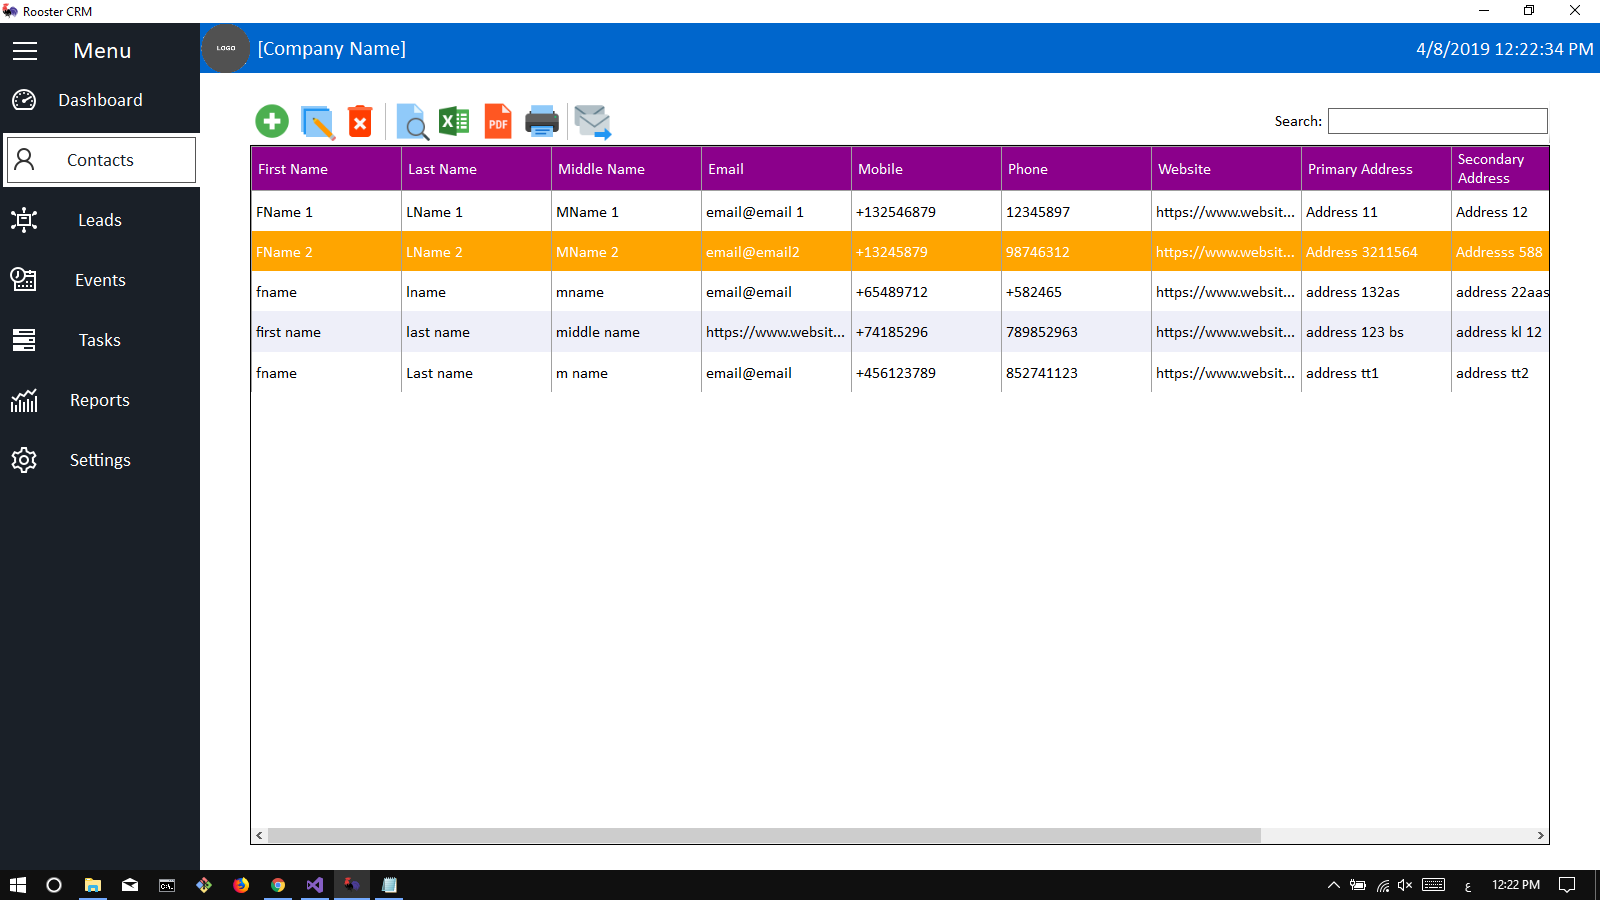 Rooster CRM
Menu
LOGO [Company Name] 4/8/2019 12:22:34 PM
Dashboard
Contacts
Leads
Events
Tasks
Reports
Settings
PDF
Search:
First Name Last Name Middle Name Email Mobile Phone Website Primary Address Secondary Address
FName 1 LName 1 MName 1 email@email 1 +132546879 12345897 https://www.websit... Address 11 Address 12
FName 2 LName 2 MName 2 email@email2 +13245879 98746312 https://www.websit... Address 3211564 Addresss 588
fname lname mname email@email +65489712 +582465 https://www.websit... address 132as address 22aas
first name last name middle name https://www.websit... +74185296 789852963 https://www.websit... address 123 bs address kl 12
fname Last name m name email@email +456123789 852741123 https://www.websit... address tt1 address tt2
ع 12:22 PM